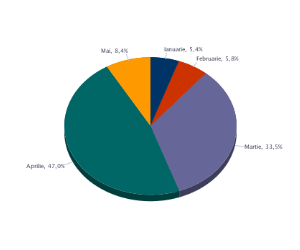 Mai, 8,4%
Ianuarie, 5,4%
Februarie, 5,8%
Martie, 33,5%
Aprilie, 47,0%